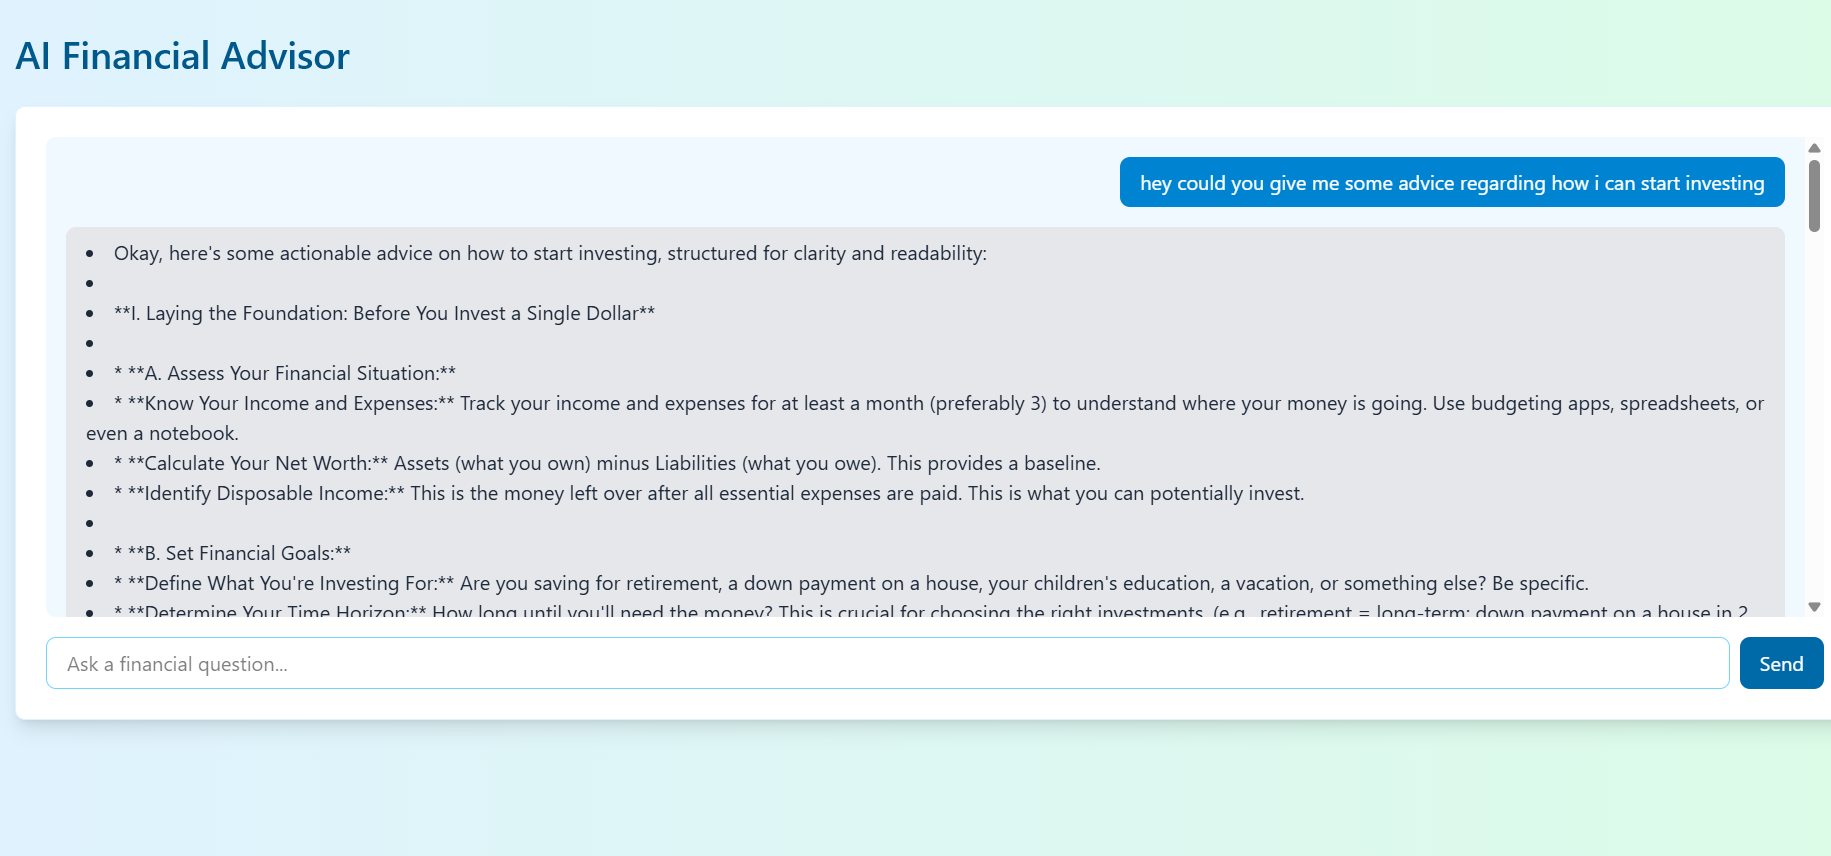 AI Financial Advisor
hey could you give me some advice regarding how i can start investing
• Okay, here's some actionable advice on how to start investing, structured for clarity and readability:
•
• **I. Laying the Foundation: Before You Invest a Single Dollar**
•
• * **A. Assess Your Financial Situation:**
• * **Know Your Income and Expenses:** Track your income and expenses for at least a month (preferably 3) to understand where your money is going. Use budgeting apps, spreadsheets, or
even a notebook.
• * **Calculate Your Net Worth:** Assets (what you own) minus Liabilities (what you owe). This provides a baseline.
• * **Identify Disposable Income:** This is the money left over after all essential expenses are paid. This is what you can potentially invest.
•
• * **B. Set Financial Goals:**
• * **Define What You're Investing For:** Are you saving for retirement, a down payment on a house, your children's education, a vacation, or something else? Be specific.
• * **Determine Your Time Horizon:** How long until you'll need the money? This is crucial for choosing the right investments. (e.g., retirement = long-term; down payment on a house in 2
Ask a financial question...
Send